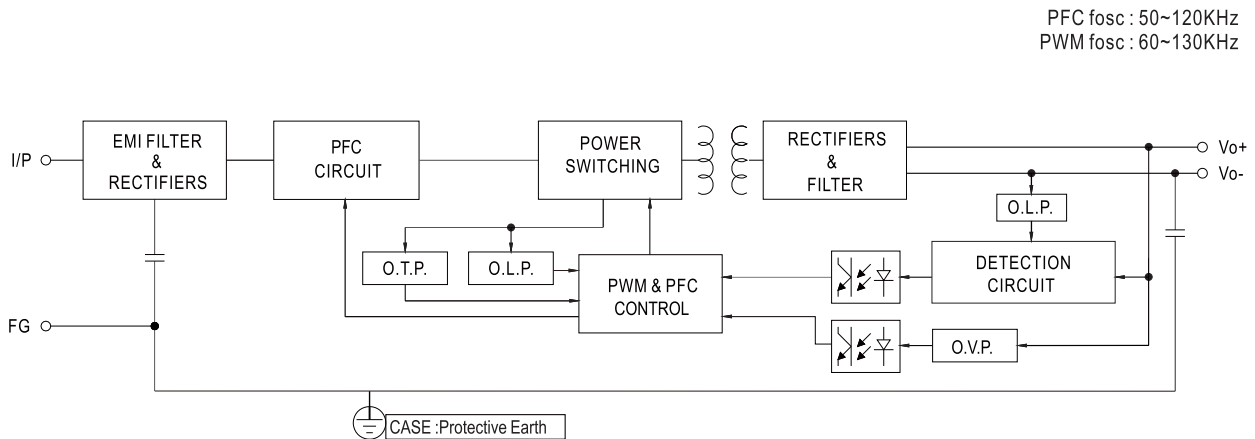 PFC fosc : 50~120KHz
PWM fosc : 60~130KHz
I/P
EMI FILTER
&
RECTIFIERS
PFC
CIRCUIT
POWER
SWITCHING
RECTIFIERS
&
FILTER
Vo+
Vo-
O.L.P.
O.T.P.
O.L.P.
PWM & PFC
CONTROL
DETECTION
CIRCUIT
O.V.P.
FG
CASE :Protective Earth